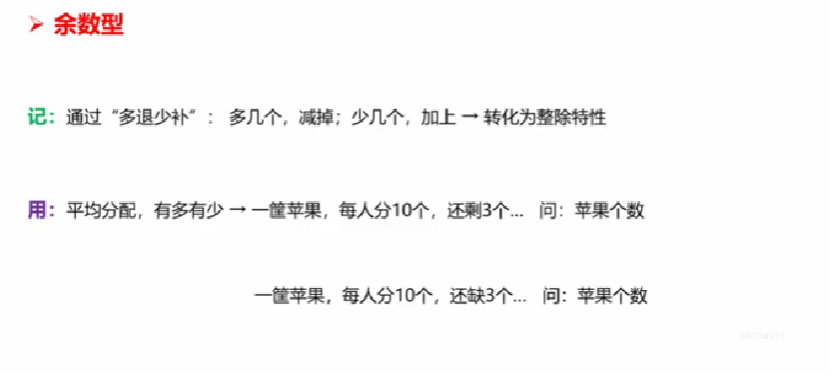 ➢ 余数型
记：通过“多退少补”： 多几个，减掉；少几个，加上 → 转化为整除特性
用：平均分配，有多有少 → 一筐苹果，每人分10个，还剩3个... 问：苹果个数
一筐苹果，每人分10个，还缺3个... 问：苹果个数